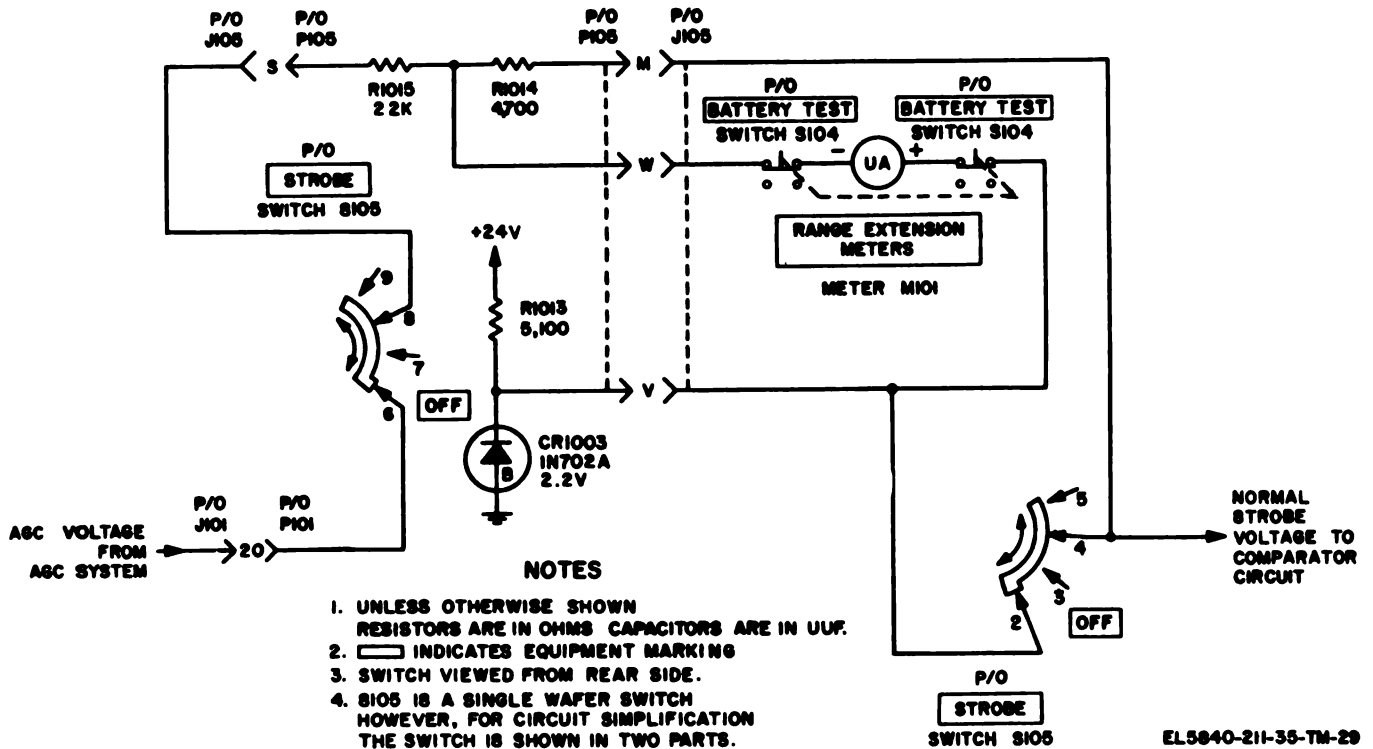 P/O
J105
P/O
P105
P/O
P105
P/O
J105
S
M
R1015
2 2K
R1014
4,700
P/O
BATTERY TEST
SWITCH S104
P/O
BATTERY TEST
SWITCH S104
-
UA
+
W
P/O
STROBE
SWITCH S105
RANGE EXTENSION
METERS
METER M101
+24V
R1013
5,100
9
8
7
6
OFF
V
CR1003
1N702A
2.2V
B
P/O
J101
P/O
P101
AGC VOLTAGE
FROM
AGC SYSTEM
20
5
4
3
2
OFF
NORMAL
STROBE
VOLTAGE TO
COMPARATOR
CIRCUIT
P/O
STROBE
SWITCH S105
NOTES
1. UNLESS OTHERWISE SHOWN
RESISTORS ARE IN OHMS CAPACITORS ARE IN UUF.
2. INDICATES EQUIPMENT MARKING
3. SWITCH VIEWED FROM REAR SIDE.
4. S105 IS A SINGLE WAFER SWITCH
HOWEVER, FOR CIRCUIT SIMPLIFICATION
THE SWITCH IS SHOWN IN TWO PARTS.
EL5840-211-35-TM-29